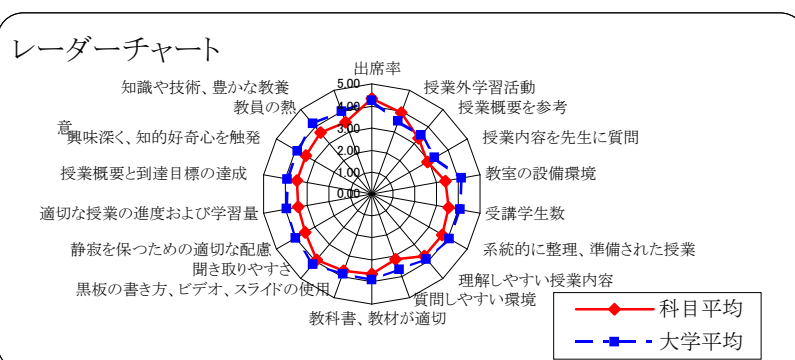 レーダーチャート
出席率
授業外学習活動
授業概要を参考
授業内容を先生に質問
教室の設備環境
受講学生数
系統的に整理、準備された授業
理解しやすい授業内容
質問しやすい環境
教科書、教材が適切
黒板の書き方、ビデオ、スライドの使用
聞き取りやすさ
静寂を保つための適切な配慮
適切な授業の進度および学習量
授業概要と到達目標の達成
興味深く、知的好奇心を触発
教員の熱
意
知識や技術、豊かな教養
5.00
4.00
3.00
2.00
1.00
0.00
科目平均
大学平均